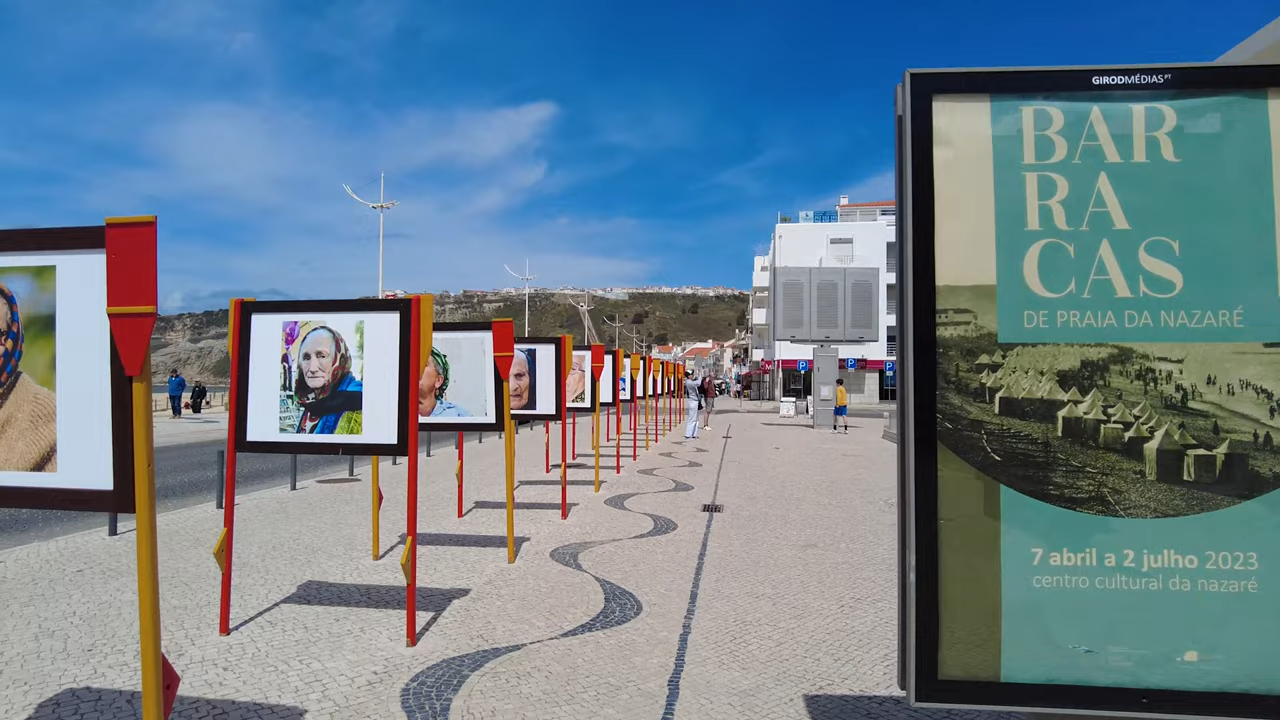 GIRODMÉDIAS PT
BAR
RA
CAS
DE PRAIA DA NAZARÉ
7 abril a 2 julho 2023
centro cultural da nazaré
M
P
P
P